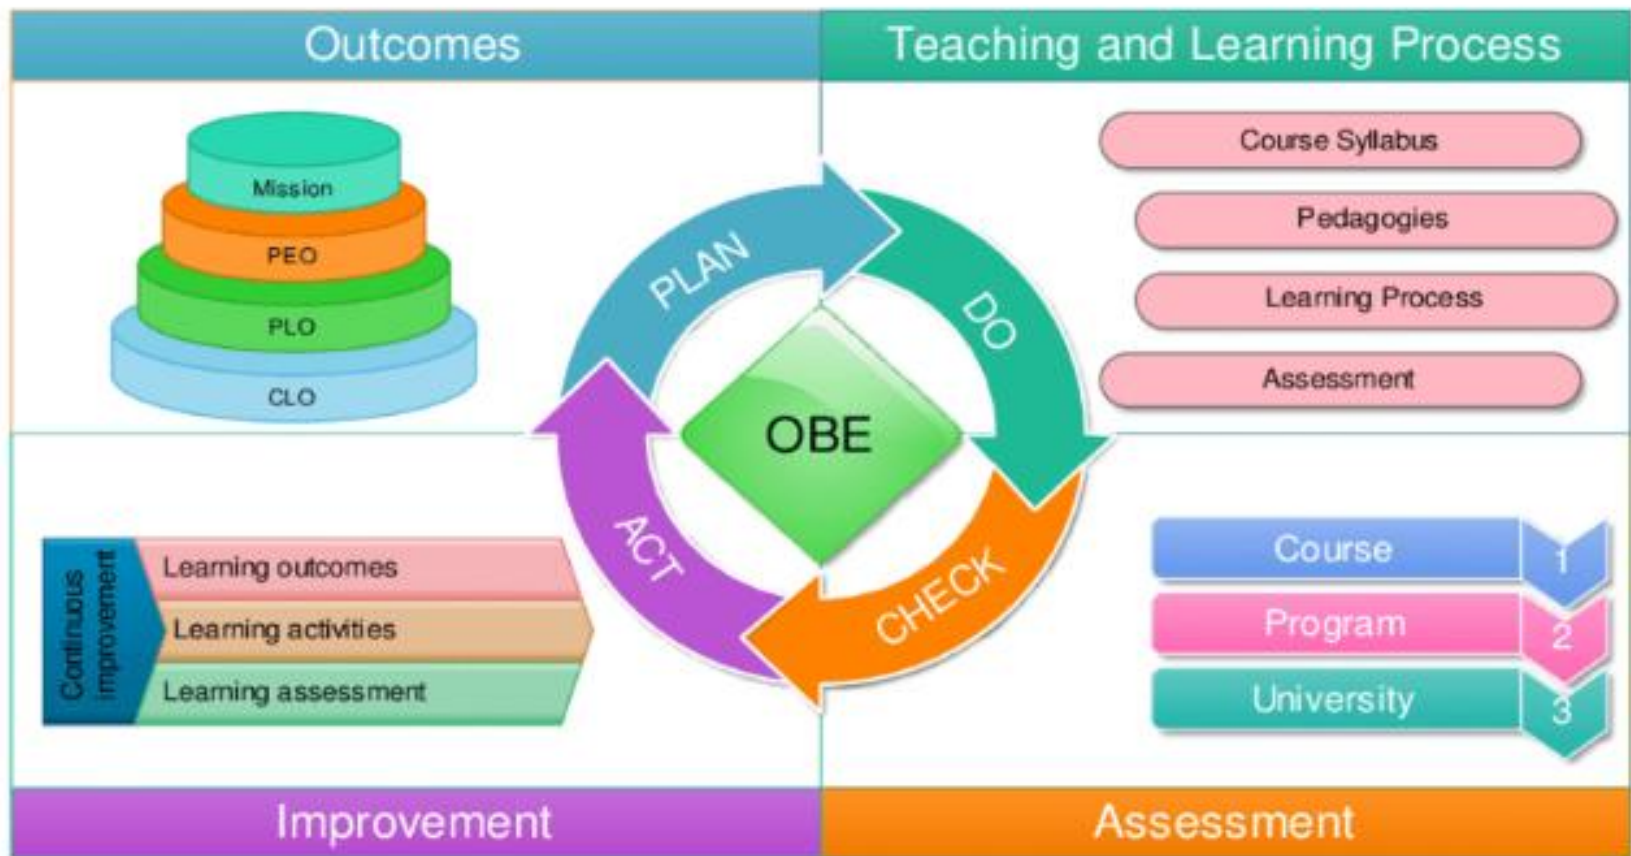 Outcomes
Teaching and Learning Process
Mission
PEO
PLO
CLO
Course Syllabus
Pedagogies
Learning Process
Assessment
PLAN
DO
CHECK
ACT
OBE
Continuous
improvement
Learning outcomes
Learning activities
Learning assessment
Course 1
Program 2
University 3
Improvement
Assessment